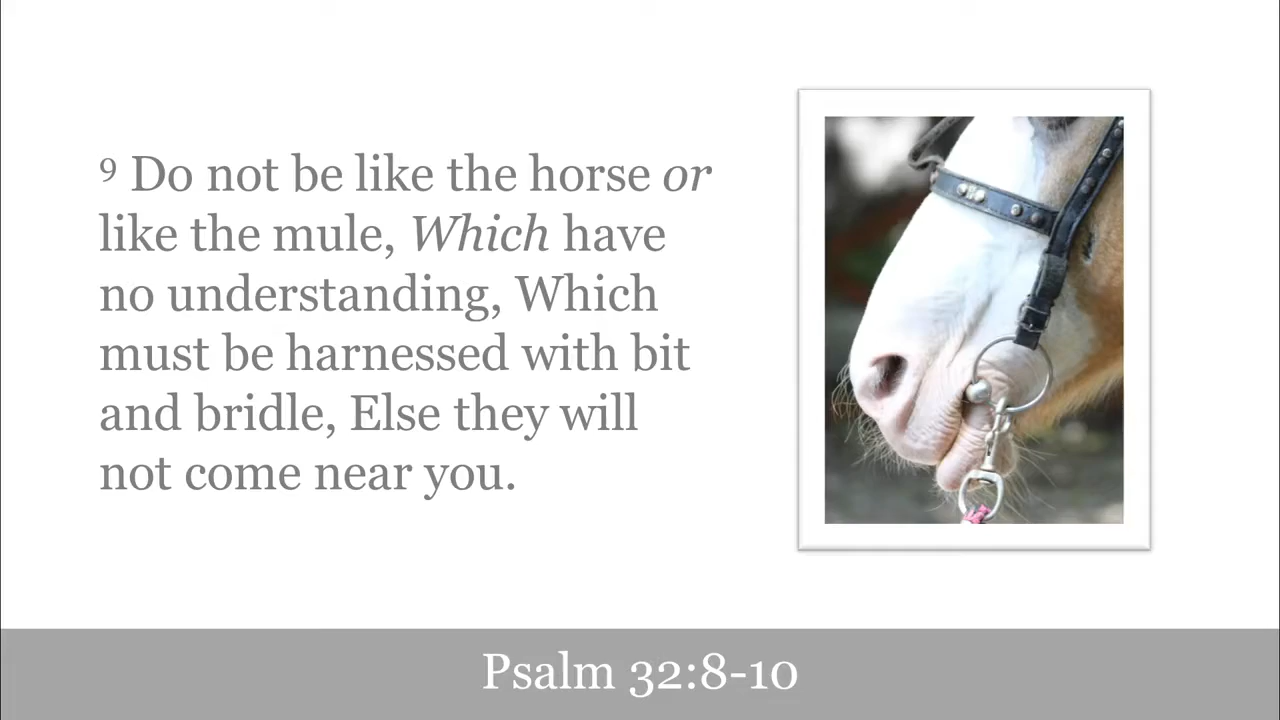 ⁹ Do not be like the horse or
like the mule, Which have
no understanding, Which
must be harnessed with bit
and bridle, Else they will
not come near you.
Psalm 32:8-10